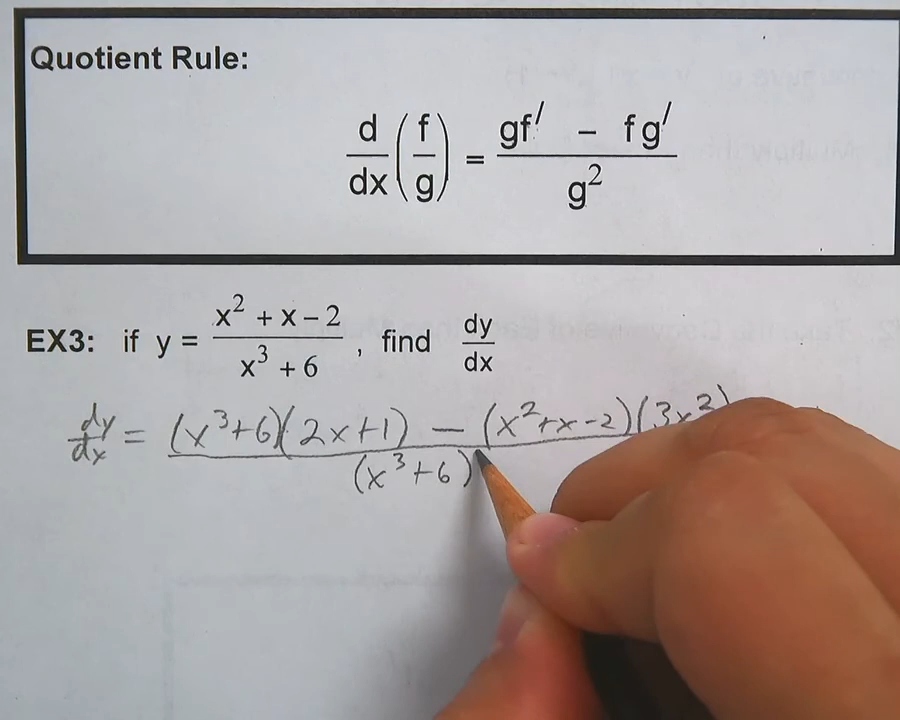 Quotient Rule:
d/dx (f/g) = (gf′ − fg′)/g²
EX3: if y = (x² + x − 2)/(x³ + 6) , find dy/dx
dy/dx = ((x³+6)(2x+1) − (x²+x−2)(3x²))/(x³+6)